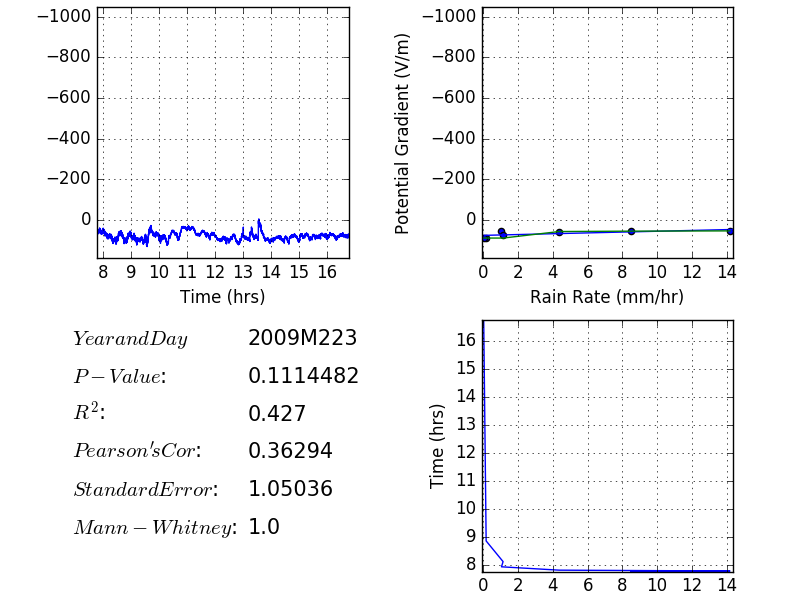 −1000
−800
−600
−400
−200
0
8 9 10 11 12 13 14 15 16
Time (hrs)
Potential Gradient (V/m)
−1000
−800
−600
−400
−200
0
0 2 4 6 8 10 12 14
Rain Rate (mm/hr)
YearandDay 2009M223
P−Value: 0.1114482
R²: 0.427
Pearson'sCor: 0.36294
StandardError: 1.05036
Mann−Whitney: 1.0
Time (hrs)
16
15
14
13
12
11
10
9
8
0 2 4 6 8 10 12 14